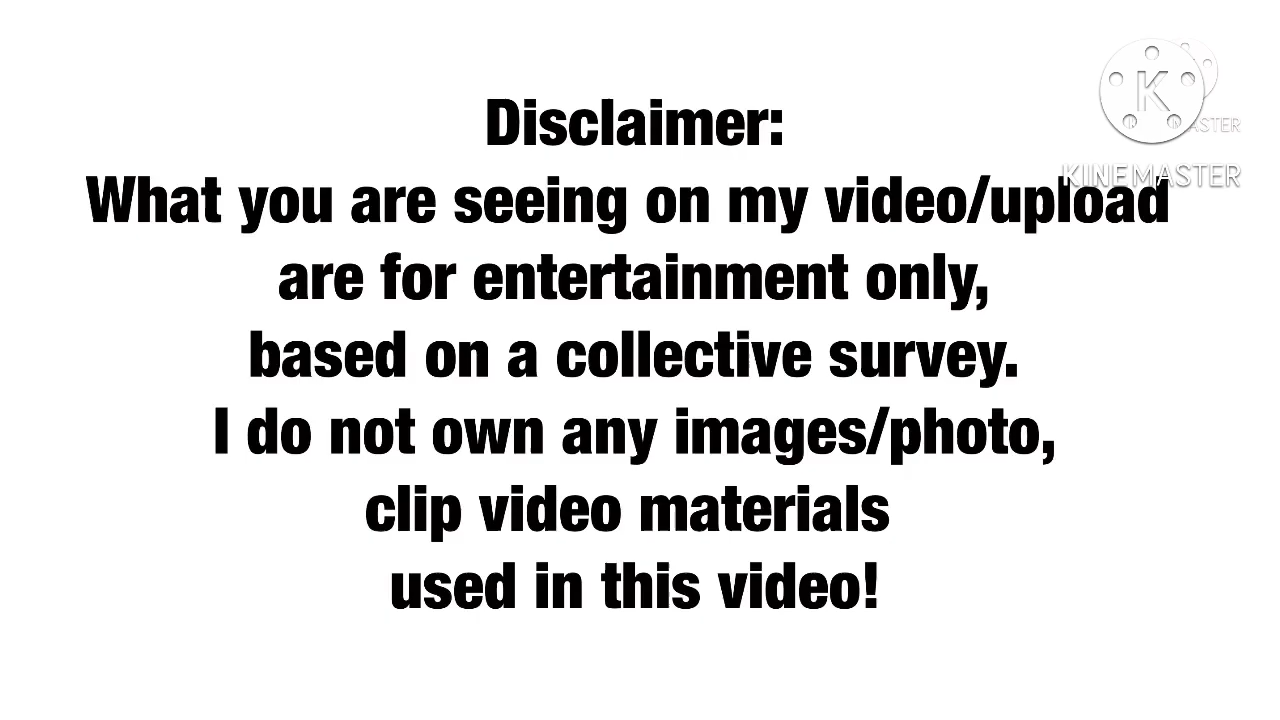 Disclaimer:
What you are seeing on my video/upload
are for entertainment only,
based on a collective survey.
I do not own any images/photo,
clip video materials
used in this video!
K
KINEMASTER
ASTER